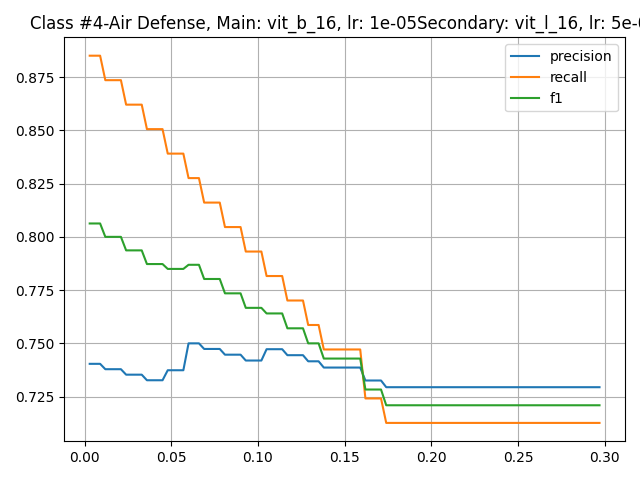 Class #4-Air Defense, Main: vit_b_16, lr: 1e-05Secondary: vit_l_16, lr: 5e-
precision
recall
f1
0.875
0.850
0.825
0.800
0.775
0.750
0.725
0.00 0.05 0.10 0.15 0.20 0.25 0.30